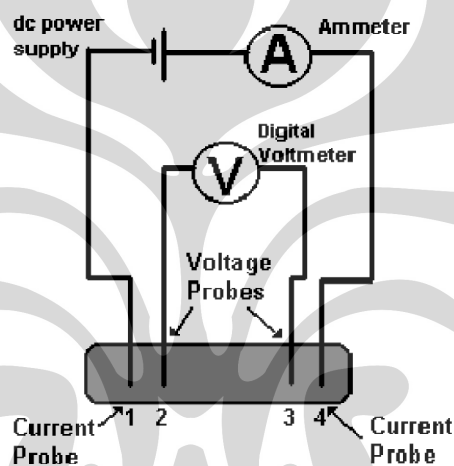 dc power
supply
Ammeter
A
Digital
Voltmeter
V
Voltage
Probes
1 2 3 4
Current
Probe
Current
Probe